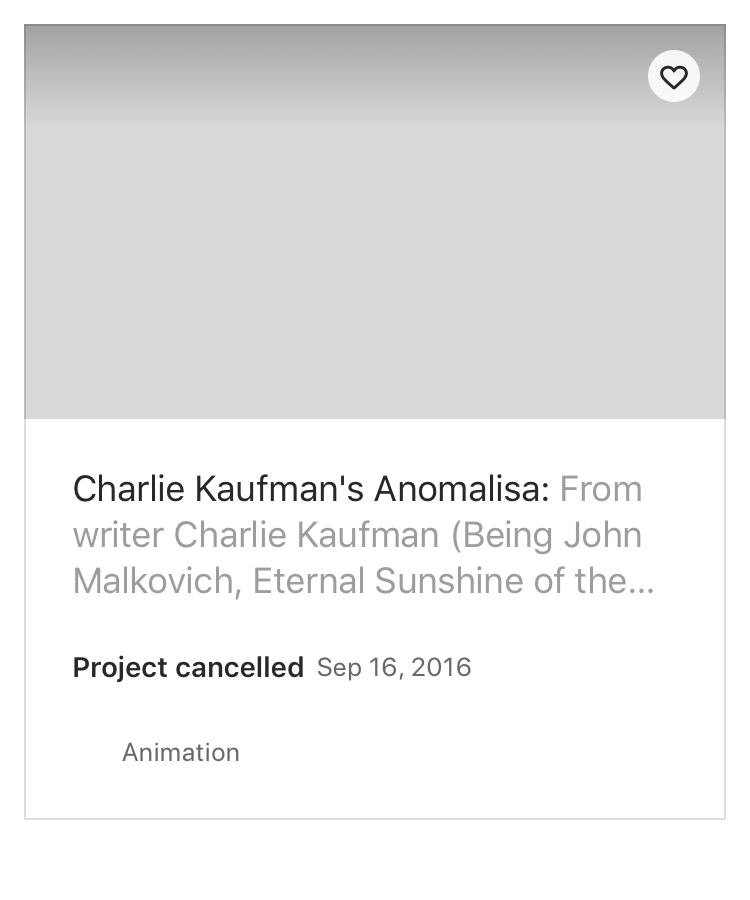 Charlie Kaufman's Anomalisa: From
writer Charlie Kaufman (Being John
Malkovich, Eternal Sunshine of the...
Project cancelled Sep 16, 2016
Animation